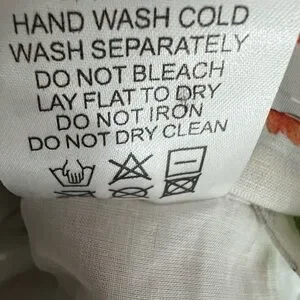 HAND WASH COLD
WASH SEPARATELY
DO NOT BLEACH
LAY FLAT TO DRY
DO NOT IRON
DO NOT DRY CLEAN